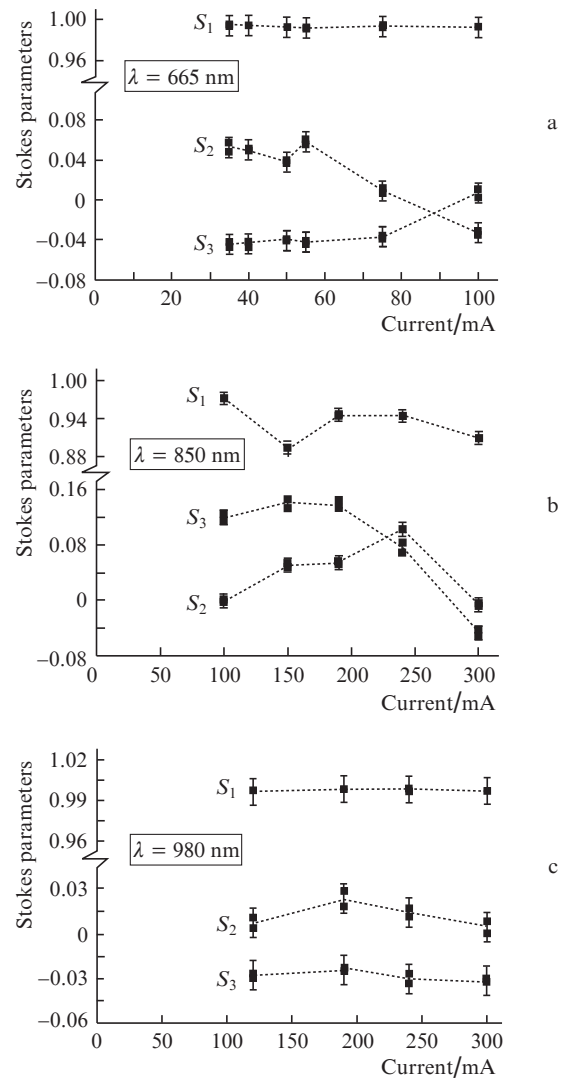 Stokes parameters
1.00
0.96
0.08
0.04
0
−0.04
−0.08
S1
λ = 665 nm
S2
S3
a
0 20 40 60 80 100
Current/mA
Stokes parameters
1.00
0.94
0.88
0.16
0.08
0
−0.08
S1
λ = 850 nm
S3
S2
b
0 50 100 150 200 250 300
Current/mA
Stokes parameters
1.02
0.99
0.96
0.03
0
−0.03
−0.06
S1
λ = 980 nm
S2
S3
c
0 50 100 150 200 250 300
Current/mA